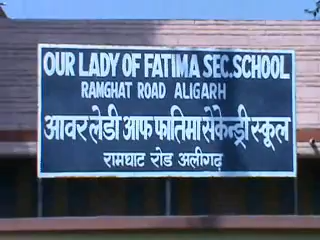 OUR LADY OF FATIMA SEC.SCHOOL
RAMGHAT ROAD ALIGARH
आवर लेडी आफ फातिमा सेकेन्ड्री स्कूल
रामघाट रोड अलीगढ़